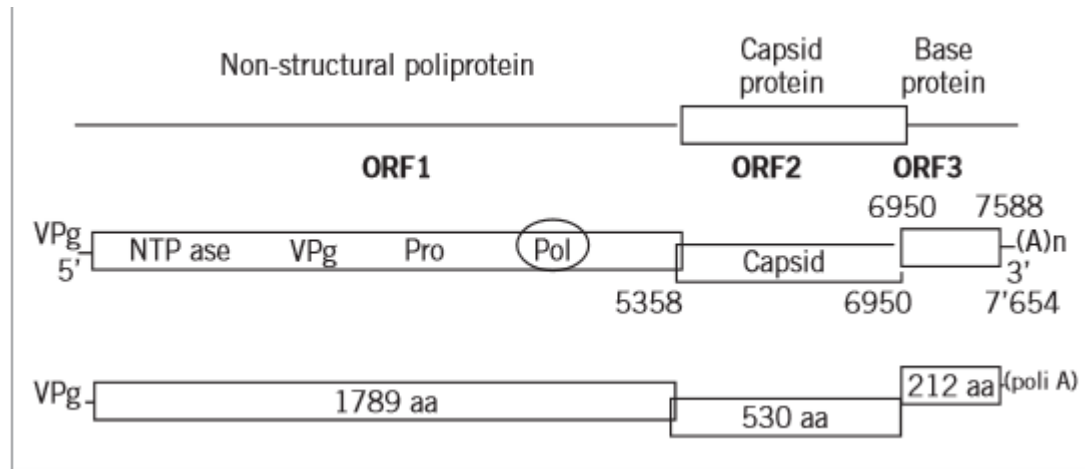 Non-structural poliprotein
Capsid protein
Base protein
ORF1 ORF2 ORF3
6950 7588
VPg 5’ NTP ase VPg Pro Pol Capsid (A)n 3’
5358 6950 7’654
VPg 1789 aa 530 aa 212 aa (poli A)